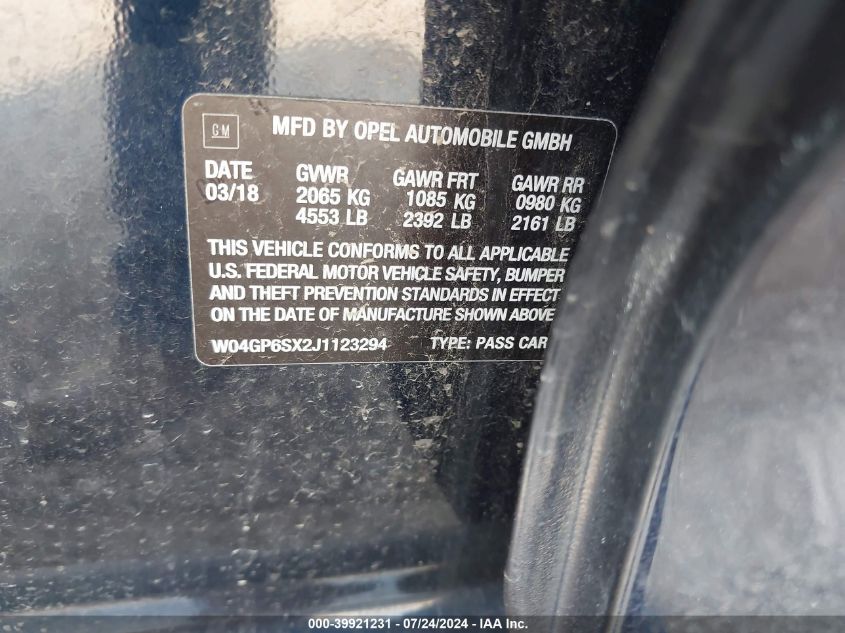 GM
MFD BY OPEL AUTOMOBILE GMBH
DATE GVWR GAWR FRT GAWR RR
03/18 2065 KG 1085 KG 0980 KG
4553 LB 2392 LB 2161 LB
THIS VEHICLE CONFORMS TO ALL APPLICABLE
U.S. FEDERAL MOTOR VEHICLE SAFETY, BUMPER
AND THEFT PREVENTION STANDARDS IN EFFECT
ON THE DATE OF MANUFACTURE SHOWN ABOVE
W04GP6SX2J1123294 TYPE: PASS CAR
000-39921231 - 07/24/2024 - IAA Inc.